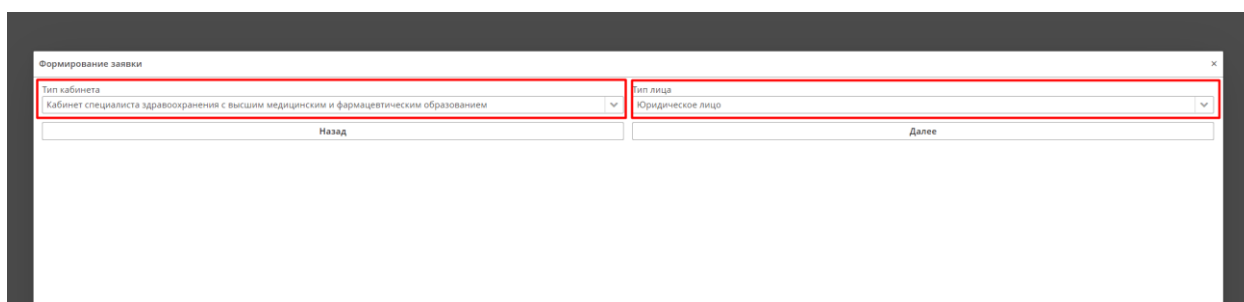 Формирование заявки ×
Тип кабинета Тип лица
Кабинет специалиста здравоохранения с высшим медицинским и фармацевтическим образованием Юридическое лицо
Назад Далее